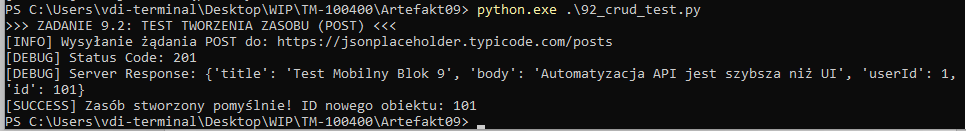 PS C:\Users\vdi-terminal\Desktop\WIP\TM-100400\Artefakt09> python.exe .\92_crud_test.py
>>> ZADANIE 9.2: TEST TWORZENIA ZASOBU (POST) <<<
[INFO] Wysyłanie żądania POST do: https://jsonplaceholder.typicode.com/posts
[DEBUG] Status Code: 201
[DEBUG] Server Response: {'title': 'Test Mobilny Blok 9', 'body': 'Automatyzacja API jest szybsza niż UI', 'userId': 1,
'id': 101}
[SUCCESS] Zasób stworzony pomyślnie! ID nowego obiektu: 101
PS C:\Users\vdi-terminal\Desktop\WIP\TM-100400\Artefakt09>